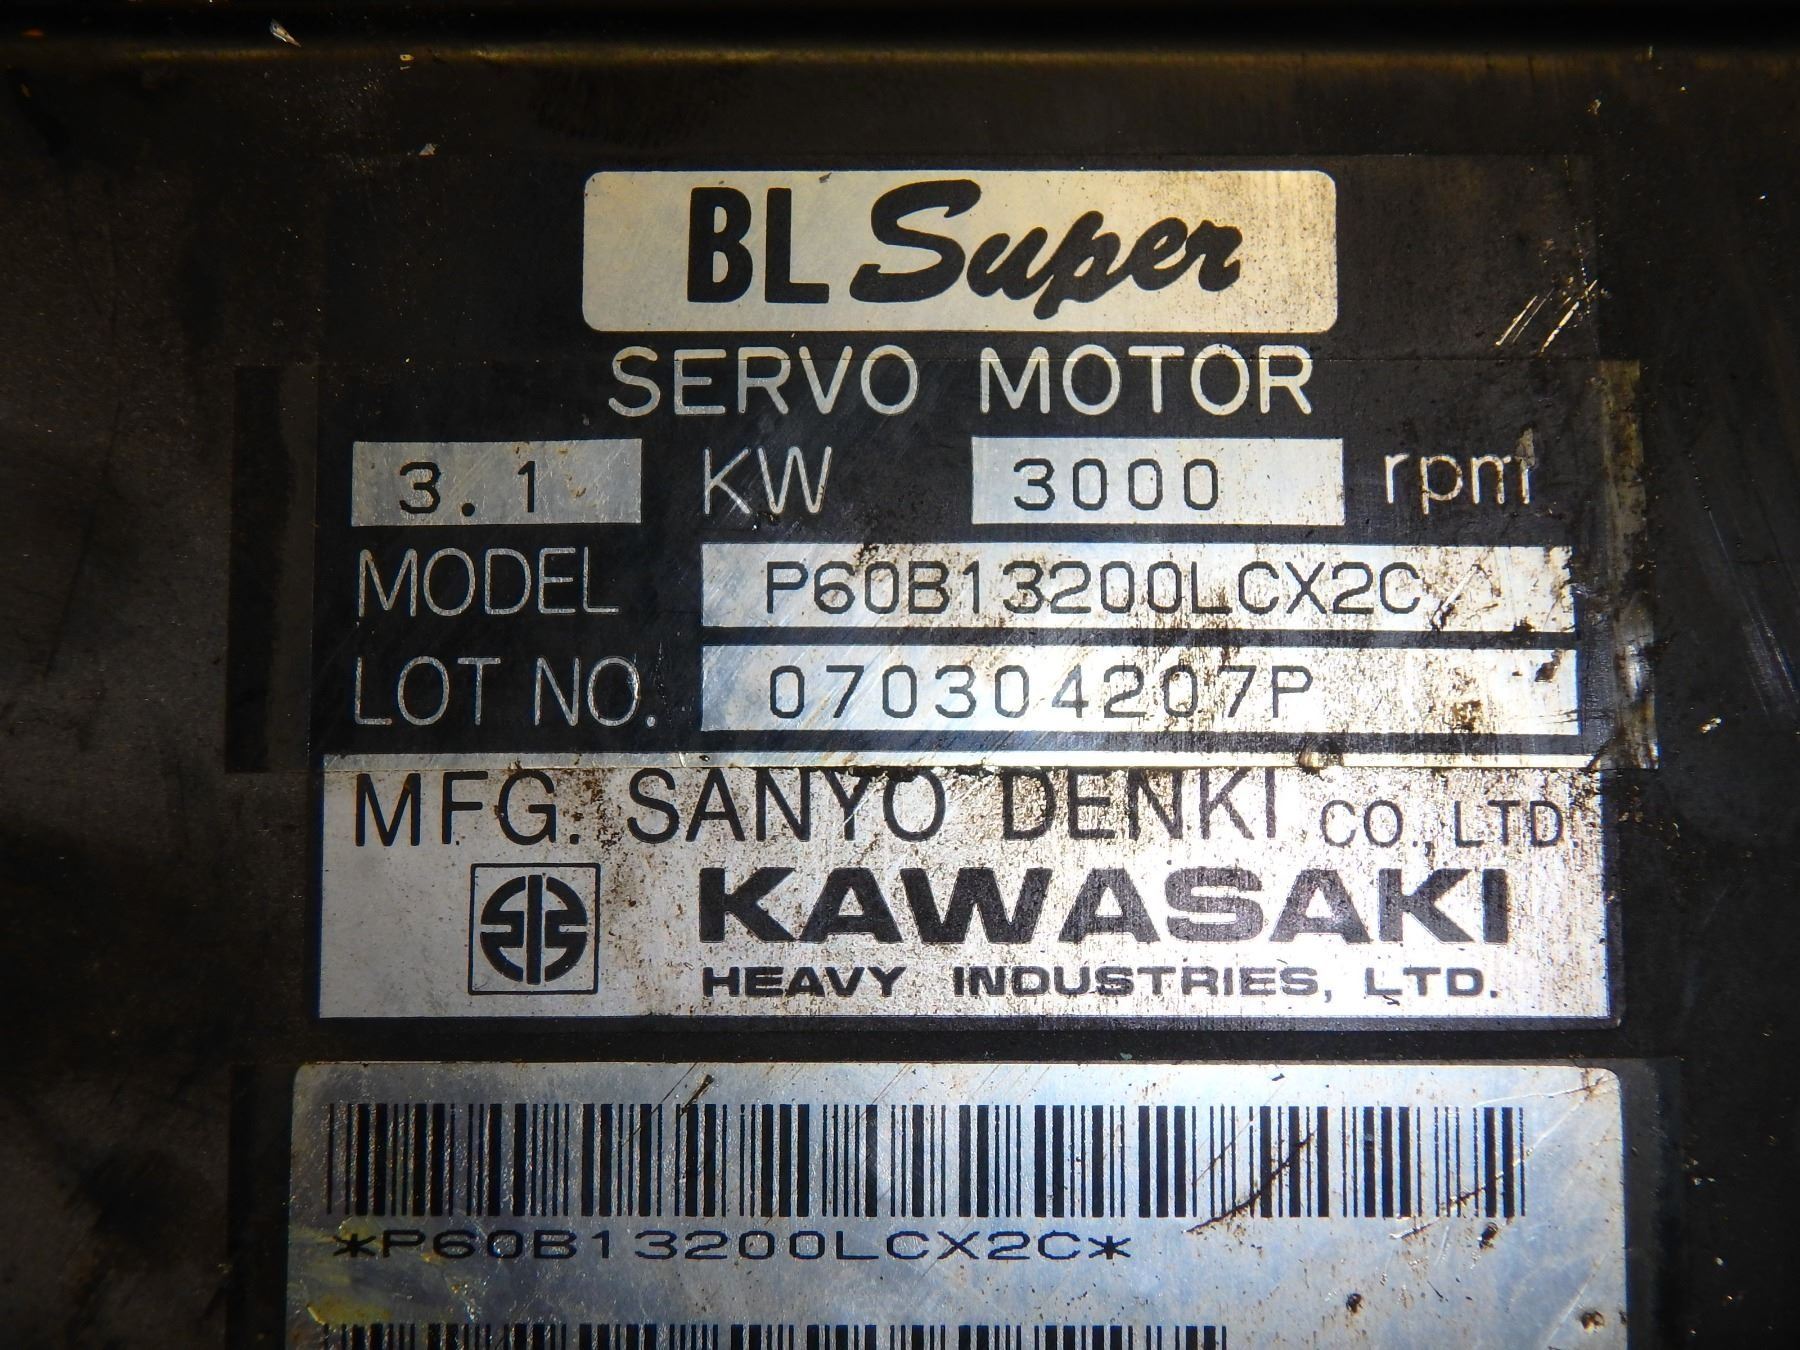 BL Super
SERVO MOTOR
3.1 KW 3000 rpm
MODEL P60B13200LCX2C
LOT NO. 070304207P
MFG. SANYO DENKI CO., LTD
KAWASAKI
HEAVY INDUSTRIES, LTD.
*P60B13200LCX2C*